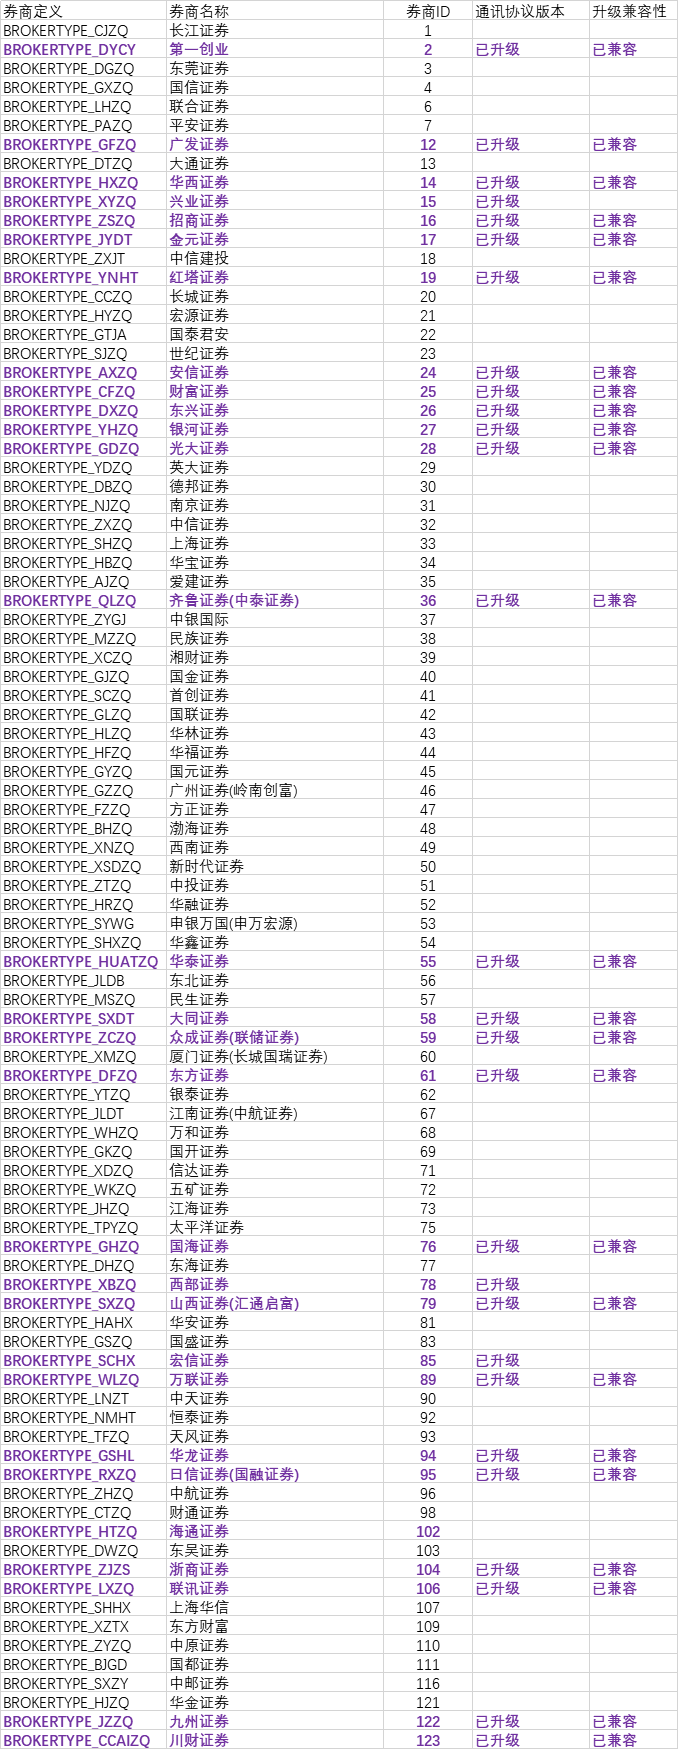 券商定义 券商名称 券商ID 通讯协议版本 升级兼容性
BROKERTYPE_CJZQ 长江证券 1
BROKERTYPE_DYCY 第一创业 2 已升级 已兼容
BROKERTYPE_DGZQ 东莞证券 3
BROKERTYPE_GXZQ 国信证券 4
BROKERTYPE_LHZQ 联合证券 6
BROKERTYPE_PAZQ 平安证券 7
BROKERTYPE_GFZQ 广发证券 12 已升级 已兼容
BROKERTYPE_DTZQ 大通证券 13
BROKERTYPE_HXZQ 华西证券 14 已升级 已兼容
BROKERTYPE_XYZQ 兴业证券 15 已升级
BROKERTYPE_ZSZQ 招商证券 16 已升级 已兼容
BROKERTYPE_JYDT 金元证券 17 已升级 已兼容
BROKERTYPE_ZXJT 中信建投 18
BROKERTYPE_YNHT 红塔证券 19 已升级 已兼容
BROKERTYPE_CCZQ 长城证券 20
BROKERTYPE_HYZQ 宏源证券 21
BROKERTYPE_GTJA 国泰君安 22
BROKERTYPE_SJZQ 世纪证券 23
BROKERTYPE_AXZQ 安信证券 24 已升级 已兼容
BROKERTYPE_CFZQ 财富证券 25 已升级 已兼容
BROKERTYPE_DXZQ 东兴证券 26 已升级 已兼容
BROKERTYPE_YHZQ 银河证券 27 已升级 已兼容
BROKERTYPE_GDZQ 光大证券 28 已升级 已兼容
BROKERTYPE_YDZQ 英大证券 29
BROKERTYPE_DBZQ 德邦证券 30
BROKERTYPE_NJZQ 南京证券 31
BROKERTYPE_ZXZQ 中信证券 32
BROKERTYPE_SHZQ 上海证券 33
BROKERTYPE_HBZQ 华宝证券 34
BROKERTYPE_AJZQ 爱建证券 35
BROKERTYPE_QLZQ 齐鲁证券(中泰证券) 36 已升级 已兼容
BROKERTYPE_ZYGJ 中银国际 37
BROKERTYPE_MZZQ 民族证券 38
BROKERTYPE_XCZQ 湘财证券 39
BROKERTYPE_GJZQ 国金证券 40
BROKERTYPE_SCZQ 首创证券 41
BROKERTYPE_GLZQ 国联证券 42
BROKERTYPE_HLZQ 华林证券 43
BROKERTYPE_HFZQ 华福证券 44
BROKERTYPE_GYZQ 国元证券 45
BROKERTYPE_GZZQ 广州证券(岭南创富) 46
BROKERTYPE_FZZQ 方正证券 47
BROKERTYPE_BHZQ 渤海证券 48
BROKERTYPE_XNZQ 西南证券 49
BROKERTYPE_XSDZQ 新时代证券 50
BROKERTYPE_ZTZQ 中投证券 51
BROKERTYPE_HRZQ 华融证券 52
BROKERTYPE_SYWG 申银万国(申万宏源) 53
BROKERTYPE_SHXZQ 华鑫证券 54
BROKERTYPE_HUATZQ 华泰证券 55 已升级 已兼容
BROKERTYPE_JLDB 东北证券 56
BROKERTYPE_MSZQ 民生证券 57
BROKERTYPE_SXDT 大同证券 58 已升级 已兼容
BROKERTYPE_ZCZQ 众成证券(联储证券) 59 已升级 已兼容
BROKERTYPE_XMZQ 厦门证券(长城国瑞证券) 60
BROKERTYPE_DFZQ 东方证券 61 已升级 已兼容
BROKERTYPE_YTZQ 银泰证券 62
BROKERTYPE_JLDT 江南证券(中航证券) 67
BROKERTYPE_WHZQ 万和证券 68
BROKERTYPE_GKZQ 国开证券 69
BROKERTYPE_XDZQ 信达证券 71
BROKERTYPE_WKZQ 五矿证券 72
BROKERTYPE_JHZQ 江海证券 73
BROKERTYPE_TPYZQ 太平洋证券 75
BROKERTYPE_GHZQ 国海证券 76 已升级 已兼容
BROKERTYPE_DHZQ 东海证券 77
BROKERTYPE_XBZQ 西部证券 78 已升级
BROKERTYPE_SXZQ 山西证券(汇通启富) 79 已升级 已兼容
BROKERTYPE_HAHX 华安证券 81
BROKERTYPE_GSZQ 国盛证券 83
BROKERTYPE_SCHX 宏信证券 85 已升级
BROKERTYPE_WLZQ 万联证券 89 已升级 已兼容
BROKERTYPE_LNZT 中天证券 90
BROKERTYPE_NMHT 恒泰证券 92
BROKERTYPE_TFZQ 天风证券 93
BROKERTYPE_GSHL 华龙证券 94 已升级 已兼容
BROKERTYPE_RXZQ 日信证券(国融证券) 95 已升级 已兼容
BROKERTYPE_ZHZQ 中航证券 96
BROKERTYPE_CTZQ 财通证券 98
BROKERTYPE_HTZQ 海通证券 102
BROKERTYPE_DWZQ 东吴证券 103
BROKERTYPE_ZJZS 浙商证券 104 已升级 已兼容
BROKERTYPE_LXZQ 联讯证券 106 已升级 已兼容
BROKERTYPE_SHHX 上海华信 107
BROKERTYPE_XZTX 东方财富 109
BROKERTYPE_ZYZQ 中原证券 110
BROKERTYPE_BJGD 国都证券 111
BROKERTYPE_SXZY 中邮证券 116
BROKERTYPE_HJZQ 华金证券 121
BROKERTYPE_JZZQ 九州证券 122 已升级 已兼容
BROKERTYPE_CCAIZQ 川财证券 123 已升级 已兼容